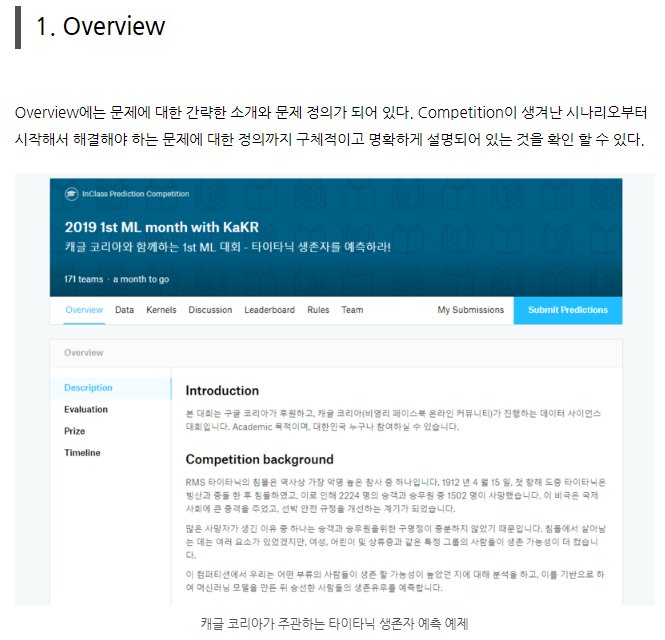 1. Overview
Overview에는 문제에 대한 간략한 소개와 문제 정의가 되어 있다. Competition이 생겨난 시나리오부터
시작해서 해결해야 하는 문제에 대한 정의까지 구체적이고 명확하게 설명되어 있는 것을 확인 할 수 있다.
InClass Prediction Competition
2019 1st ML month with KaKR
캐글 코리아와 함께하는 1st ML 대회 - 타이타닉 생존자를 예측하라!
171 teams · a month to go
Overview Data Kernels Discussion Leaderboard Rules Team My Submissions Submit Predictions
Overview
Description
Evaluation
Prize
Timeline
Introduction
본 대회는 구글 코리아가 후원하고, 캐글 코리아(비영리 페이스북 온라인 커뮤니티)가 진행하는 데이터 사이언스
대회입니다. Academic 목적이며, 대한민국 누구나 참여하실 수 있습니다.
Competition background
RMS 타이타닉의 침몰은 역사상 가장 악명 높은 참사 중 하나입니다. 1912 년 4 월 15 일, 첫 항해 도중 타이타닉은
빙산과 충돌 한 후 침몰하였고, 이로 인해 2224 명의 승객과 승무원 중 1502 명이 사망했습니다. 이 비극은 국제
사회에 큰 충격을 주었고, 선박 안전 규정을 개선하는 계기가 되었습니다.
많은 사망자가 생긴 이유 중 하나는 승객과 승무원을위한 구명정이 충분하지 않았기 때문입니다. 침몰에서 살아남
는 데는 여러 요소가 있었겠지만, 여성, 어린이 및 상류층과 같은 특정 그룹의 사람들이 생존 가능성이 더 컸습니
다.
이 컴퍼티션에서 우리는 어떤 부류의 사람들이 생존 할 가능성이 높았던 지에 대해 분석을 하고, 이를 기반으로 하
여 머신러닝 모델을 만든 뒤 승선한 사람들의 생존유무를 예측합니다.
캐글 코리아가 주관하는 타이타닉 생존자 예측 예제